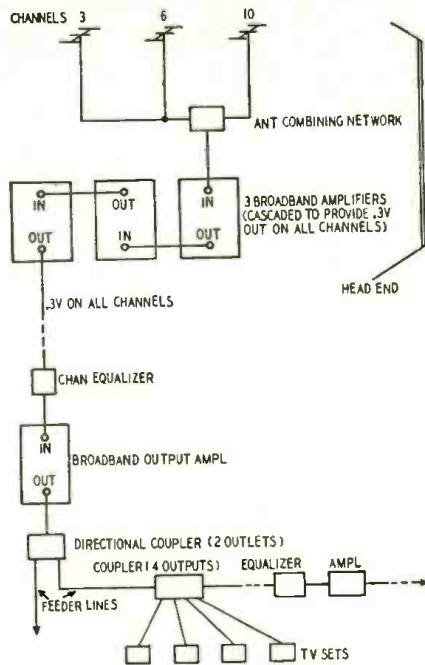 CHANNELS 3 6 10
ANT COMBINING NETWORK
IN OUT IN
OUT IN OUT
3 BROADBAND AMPLIFIERS
(CASCADED TO PROVIDE .3V
OUT ON ALL CHANNELS)
HEAD END
.3V ON ALL CHANNELS
CHAN EQUALIZER
IN
OUT
BROADBAND OUTPUT AMPL
DIRECTIONAL COUPLER (2 OUTLETS)
COUPLER (4 OUTPUTS)
EQUALIZER
AMPL
FEEDER LINES
TV SETS